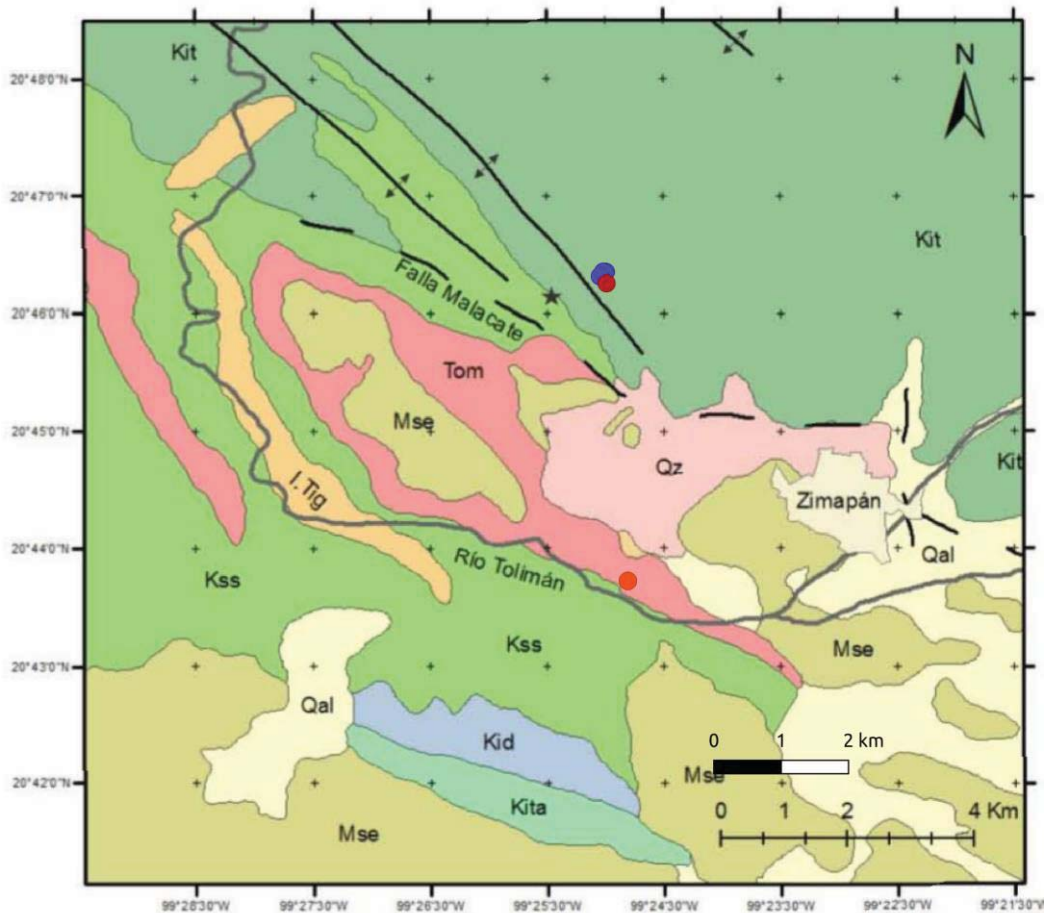 Kit
N
20°48'0"N
20°47'0"N
Kit
Falla Malacate
20°46'0"N
Tom
Mse
20°45'0"N
Kit
Qz
I.Tig
Zimapán
20°44'0"N
Qal
Río Tolimán
Kss
Kss
Mse
20°43'0"N
Qal
Kid
0 1 2 km
Mse
20°42'0"N
Kita
0 1 2 4 Km
Mse
99°28'30"W 99°27'30"W 99°26'30"W 99°25'30"W 99°24'30"W 99°23'30"W 99°22'30"W 99°21'30"W